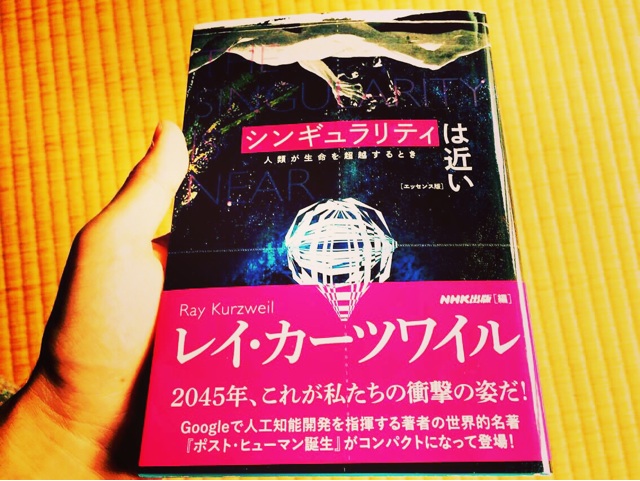 THE
SINGULARITY
IS
NEAR
シンギュラリティは近い
人類が生命を超越するとき
[エッセンス版]
NHK出版[編]
Ray Kurzweil
レイ・カーツワイル
2045年、これが私たちの衝撃の姿だ!
Googleで人工知能開発を指揮する著者の世界的名著
『ポスト・ヒューマン誕生』がコンパクトになって登場!